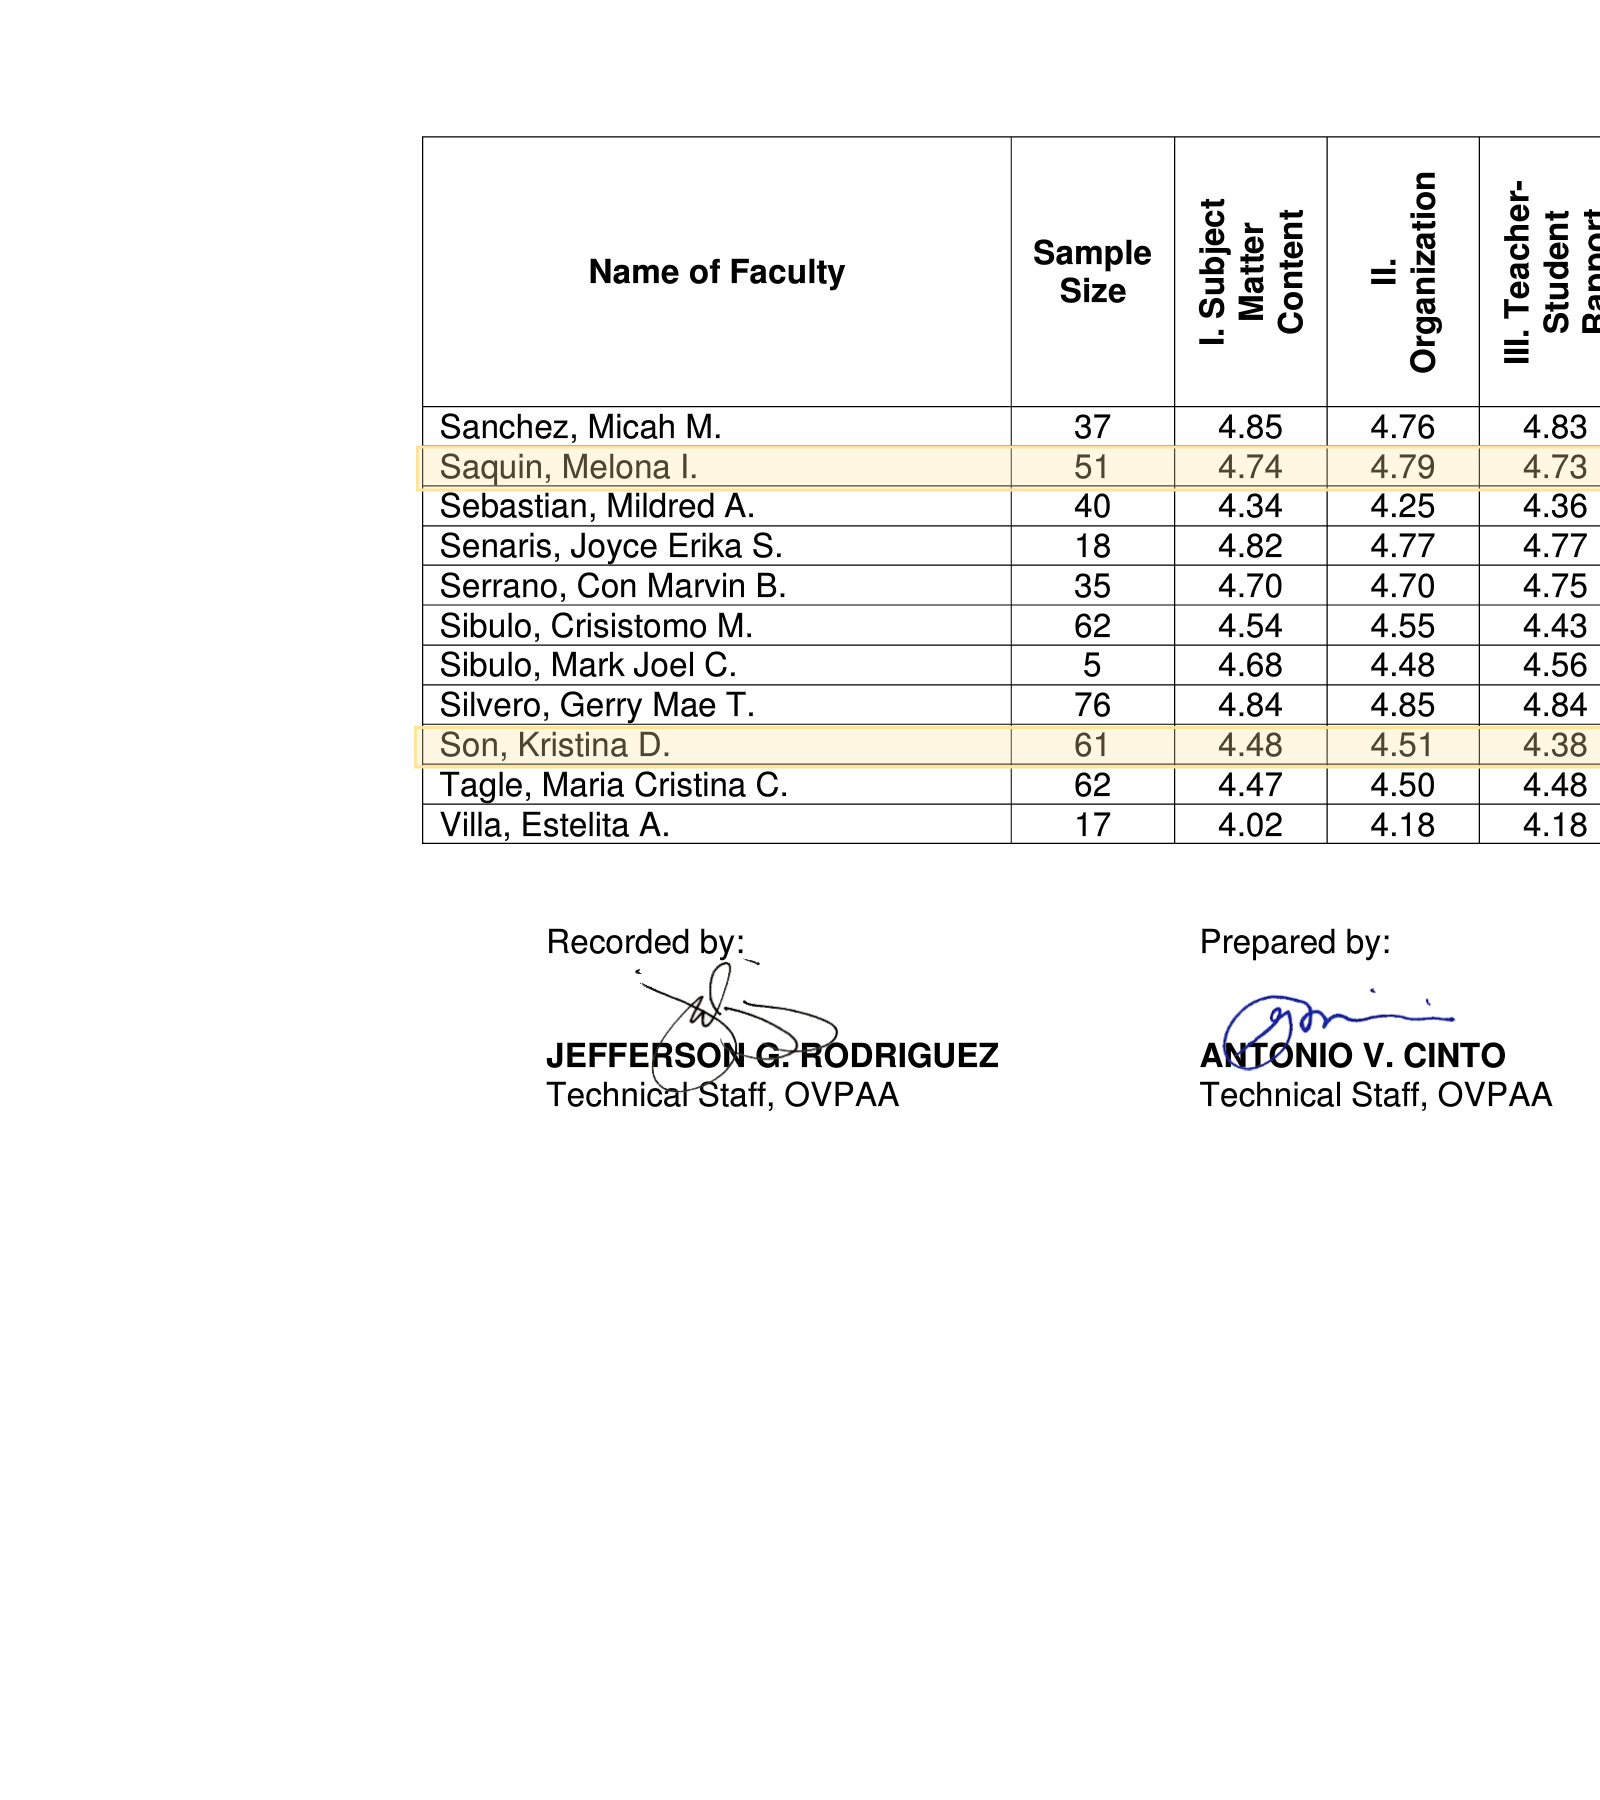 Name of Faculty Sample Size I. Subject Matter Content II. Organization III. Teacher-Student Rapport
Sanchez, Micah M. 37 4.85 4.76 4.83
Saquin, Melona I. 51 4.74 4.79 4.73
Sebastian, Mildred A. 40 4.34 4.25 4.36
Senaris, Joyce Erika S. 18 4.82 4.77 4.77
Serrano, Con Marvin B. 35 4.70 4.70 4.75
Sibulo, Crisistomo M. 62 4.54 4.55 4.43
Sibulo, Mark Joel C. 5 4.68 4.48 4.56
Silvero, Gerry Mae T. 76 4.84 4.85 4.84
Son, Kristina D. 61 4.48 4.51 4.38
Tagle, Maria Cristina C. 62 4.47 4.50 4.48
Villa, Estelita A. 17 4.02 4.18 4.18
Recorded by: Prepared by:
JEFFERSON G. RODRIGUEZ ANTONIO V. CINTO
Technical Staff, OVPAA Technical Staff, OVPAA